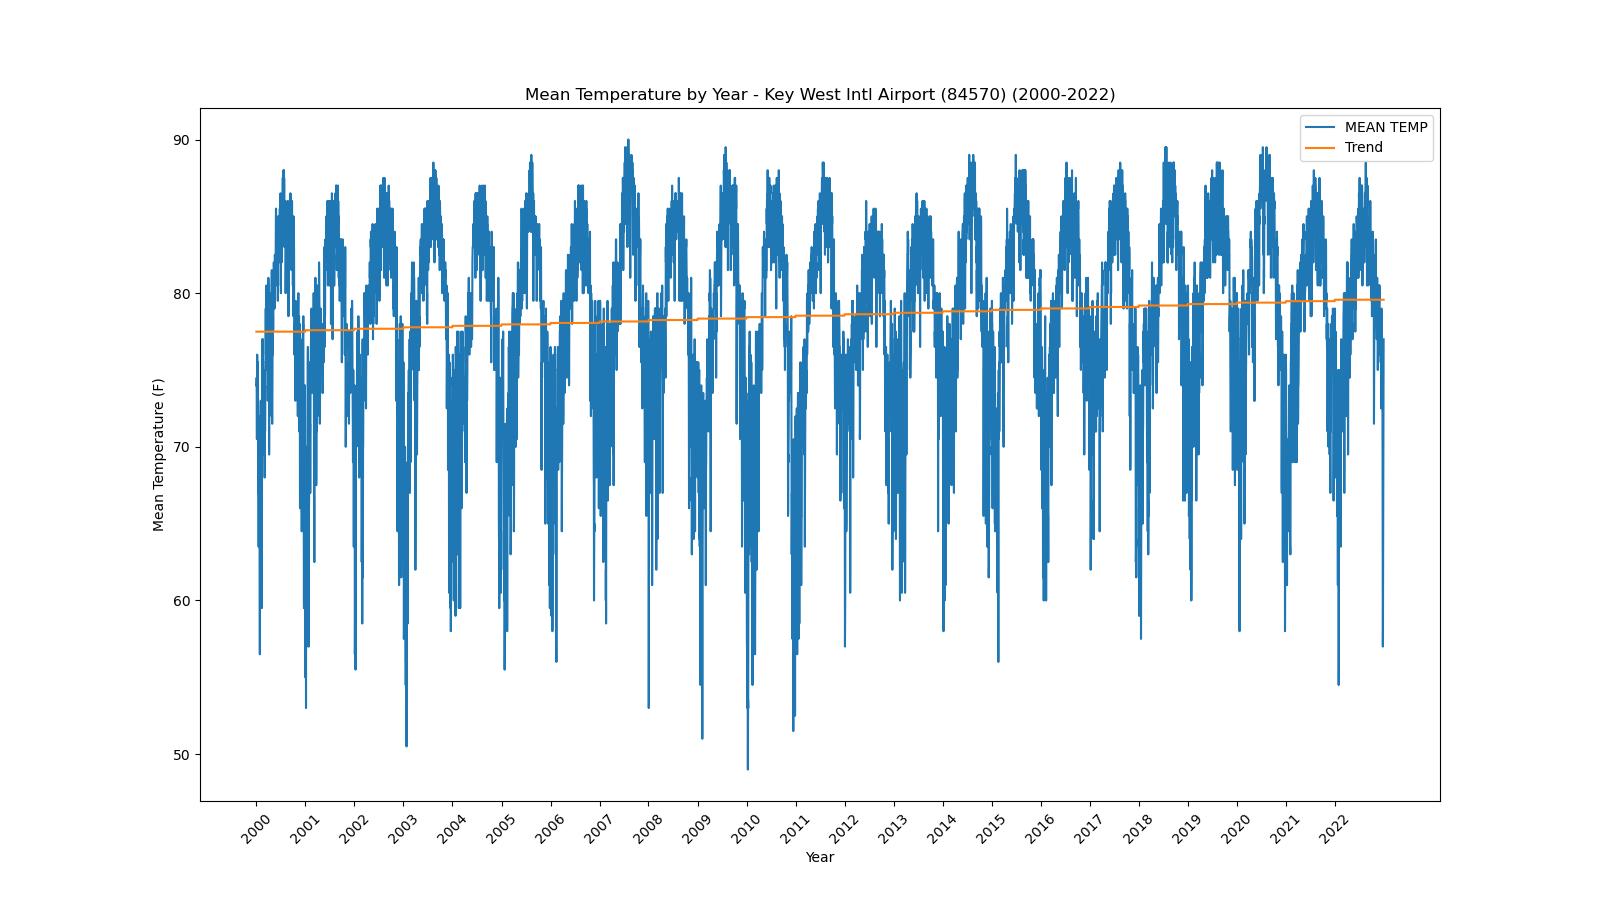 Mean Temperature by Year - Key West Intl Airport (84570) (2000-2022)
MEAN TEMP
Trend
90
80
70
60
50
Mean Temperature (F)
2000 2001 2002 2003 2004 2005 2006 2007 2008 2009 2010 2011 2012 2013 2014 2015 2016 2017 2018 2019 2020 2021 2022
Year